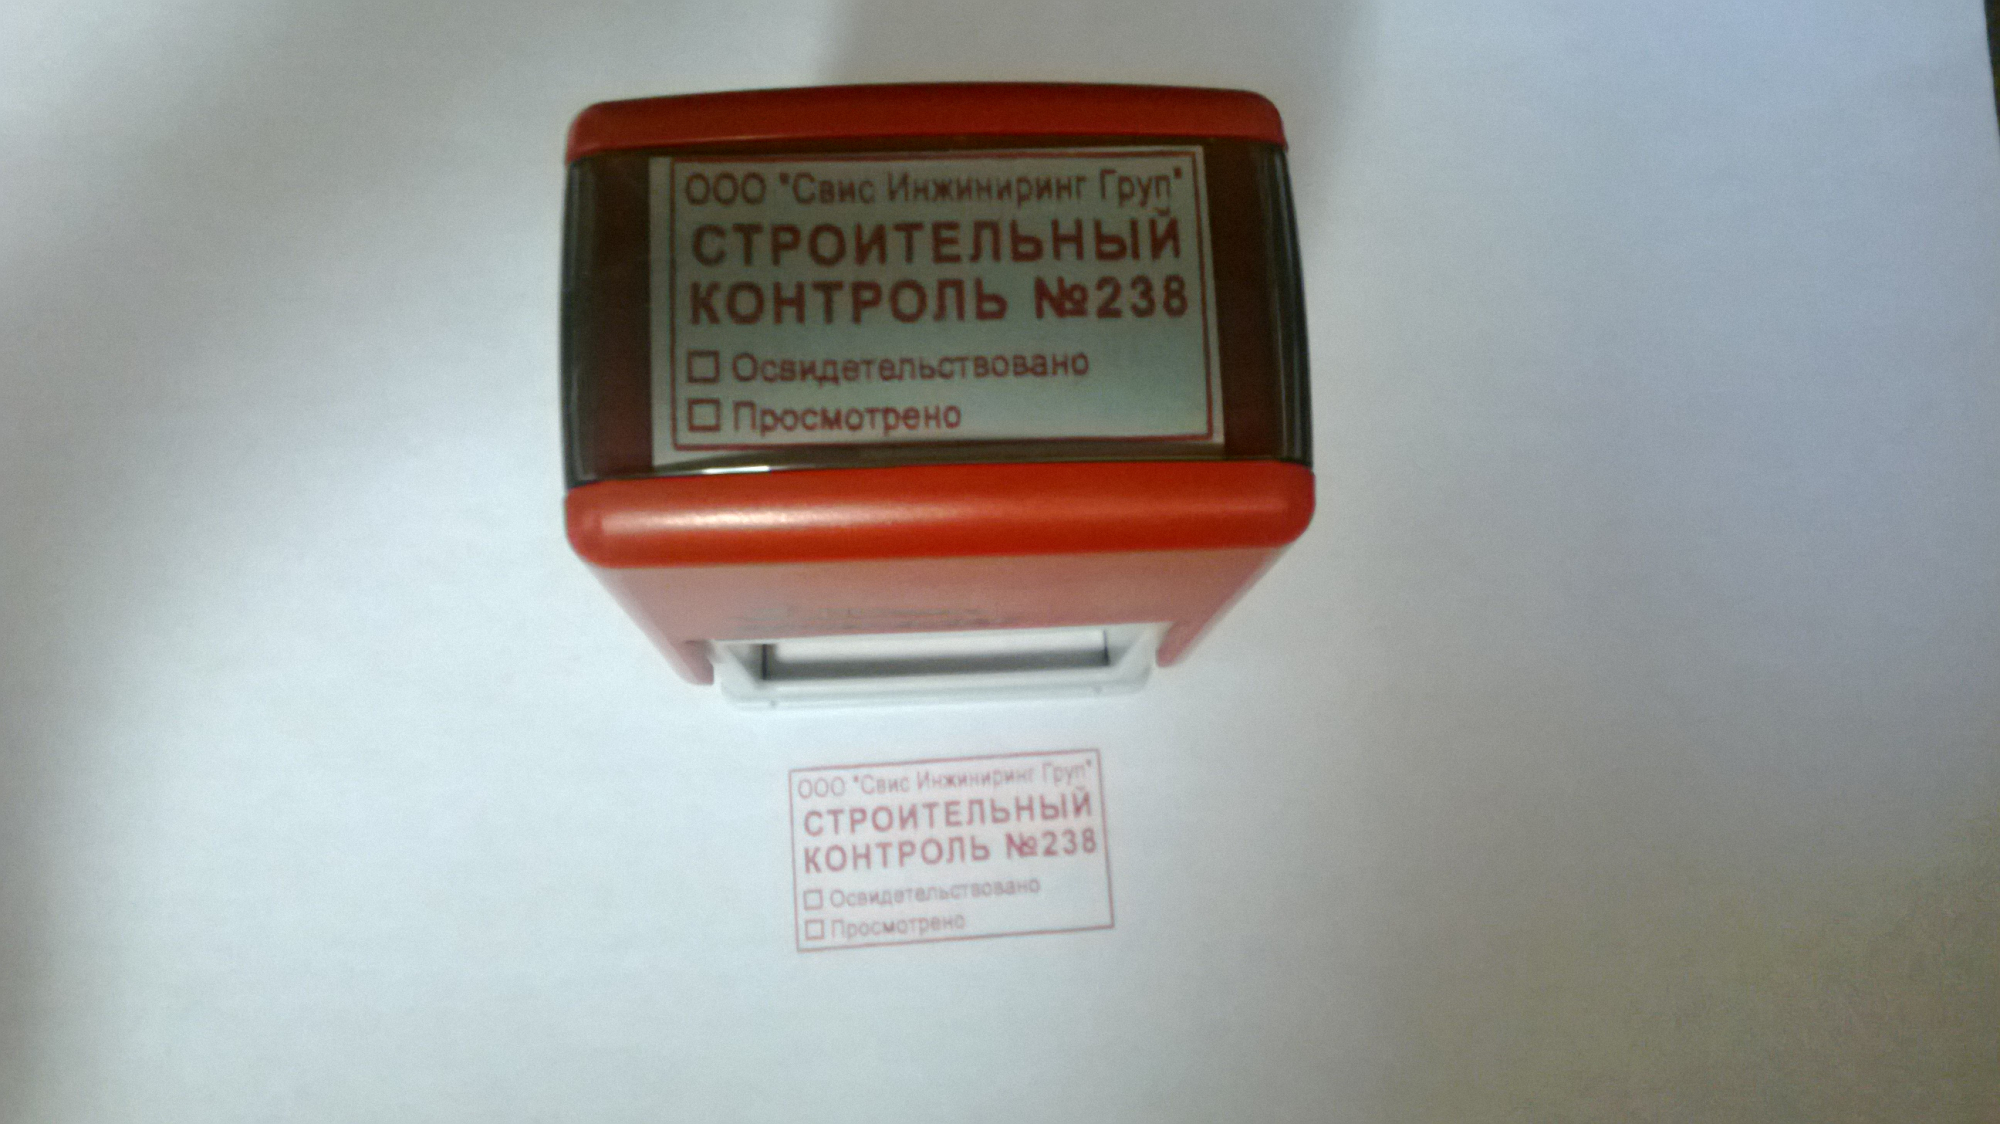 ООО "Свис Инжиниринг Груп"
СТРОИТЕЛЬНЫЙ
КОНТРОЛЬ №238
☐ Освидетельствовано
☐ Просмотрено
ООО "Свис Инжиниринг Груп"
СТРОИТЕЛЬНЫЙ
КОНТРОЛЬ №238
☐ Освидетельствовано
☐ Просмотрено